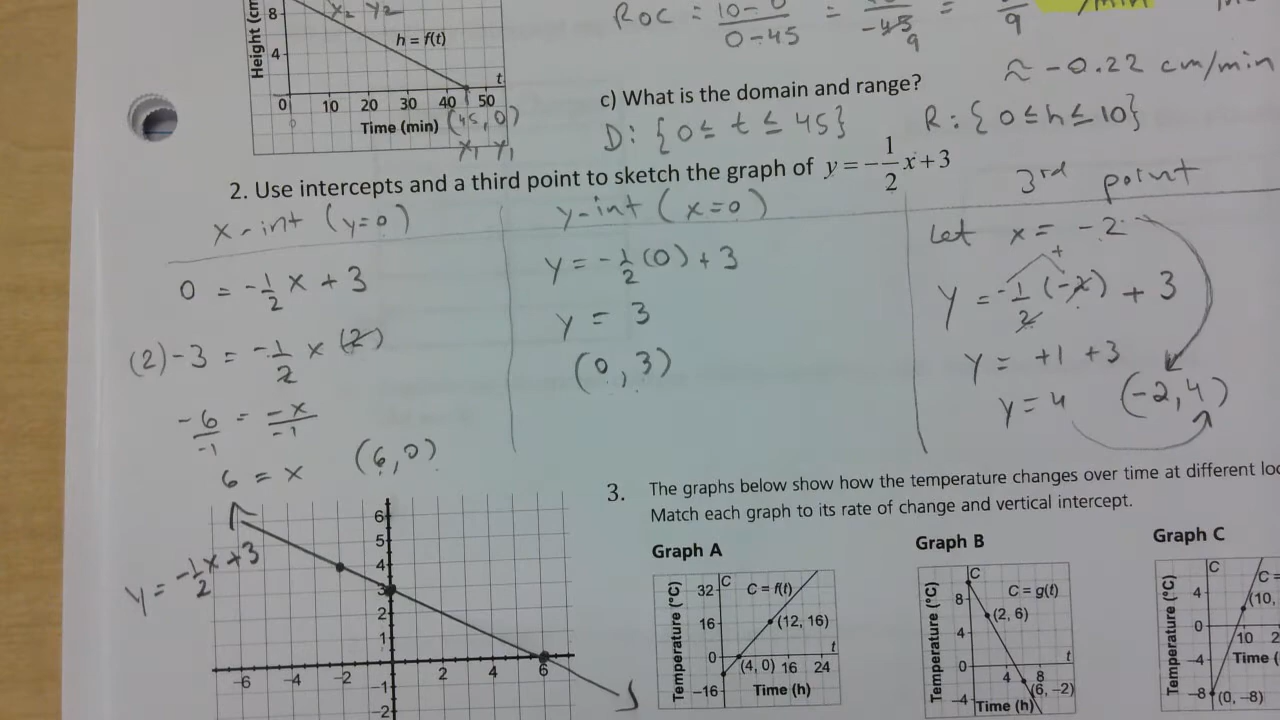 8
X₂ Y₂
Height (cm
h = f(t)
4
t
0 10 20 30 40 50
Time (min)
(45, 0)
X₁ Y₁
ROC = 10-0 / 0-45 = / -45 9 = / 9 /min
≈ -0.22 cm/min
c) What is the domain and range?
D: {0 ≤ t ≤ 45} R: {0 ≤ h ≤ 10}
2. Use intercepts and a third point to sketch the graph of y = -1/2 x + 3
x-int (y=0)
0 = -1/2 x + 3
(2) -3 = -1/2 x (2)
-6/-1 = -x/-1
6 = x (6,0)
y-int (x=0)
y = -1/2 (0) + 3
y = 3
(0, 3)
3rd point
Let x = -2
+
y = -1/2 (-2) + 3
y = +1 +3
y = 4 (-2,4)
y = -1/2 x + 3
6
5
4
3
2
1
-6 -4 -2 2 4 6
-1
-2
3. The graphs below show how the temperature changes over time at different
Match each graph to its rate of change and vertical intercept.
Graph A
Temperature (°C)
C
32
C = f(t)
16
(12, 16)
t
0
(4, 0) 16 24
-16
Time (h)
Graph B
Temperature (°C)
C
C = g(t)
8
(2, 6)
4
t
0
4 8
(6, -2)
-4
Time (h)
Graph C
Temperature (°C)
C
C =
4
(10,
0
10
-4
Time (
-8
(0, -8)